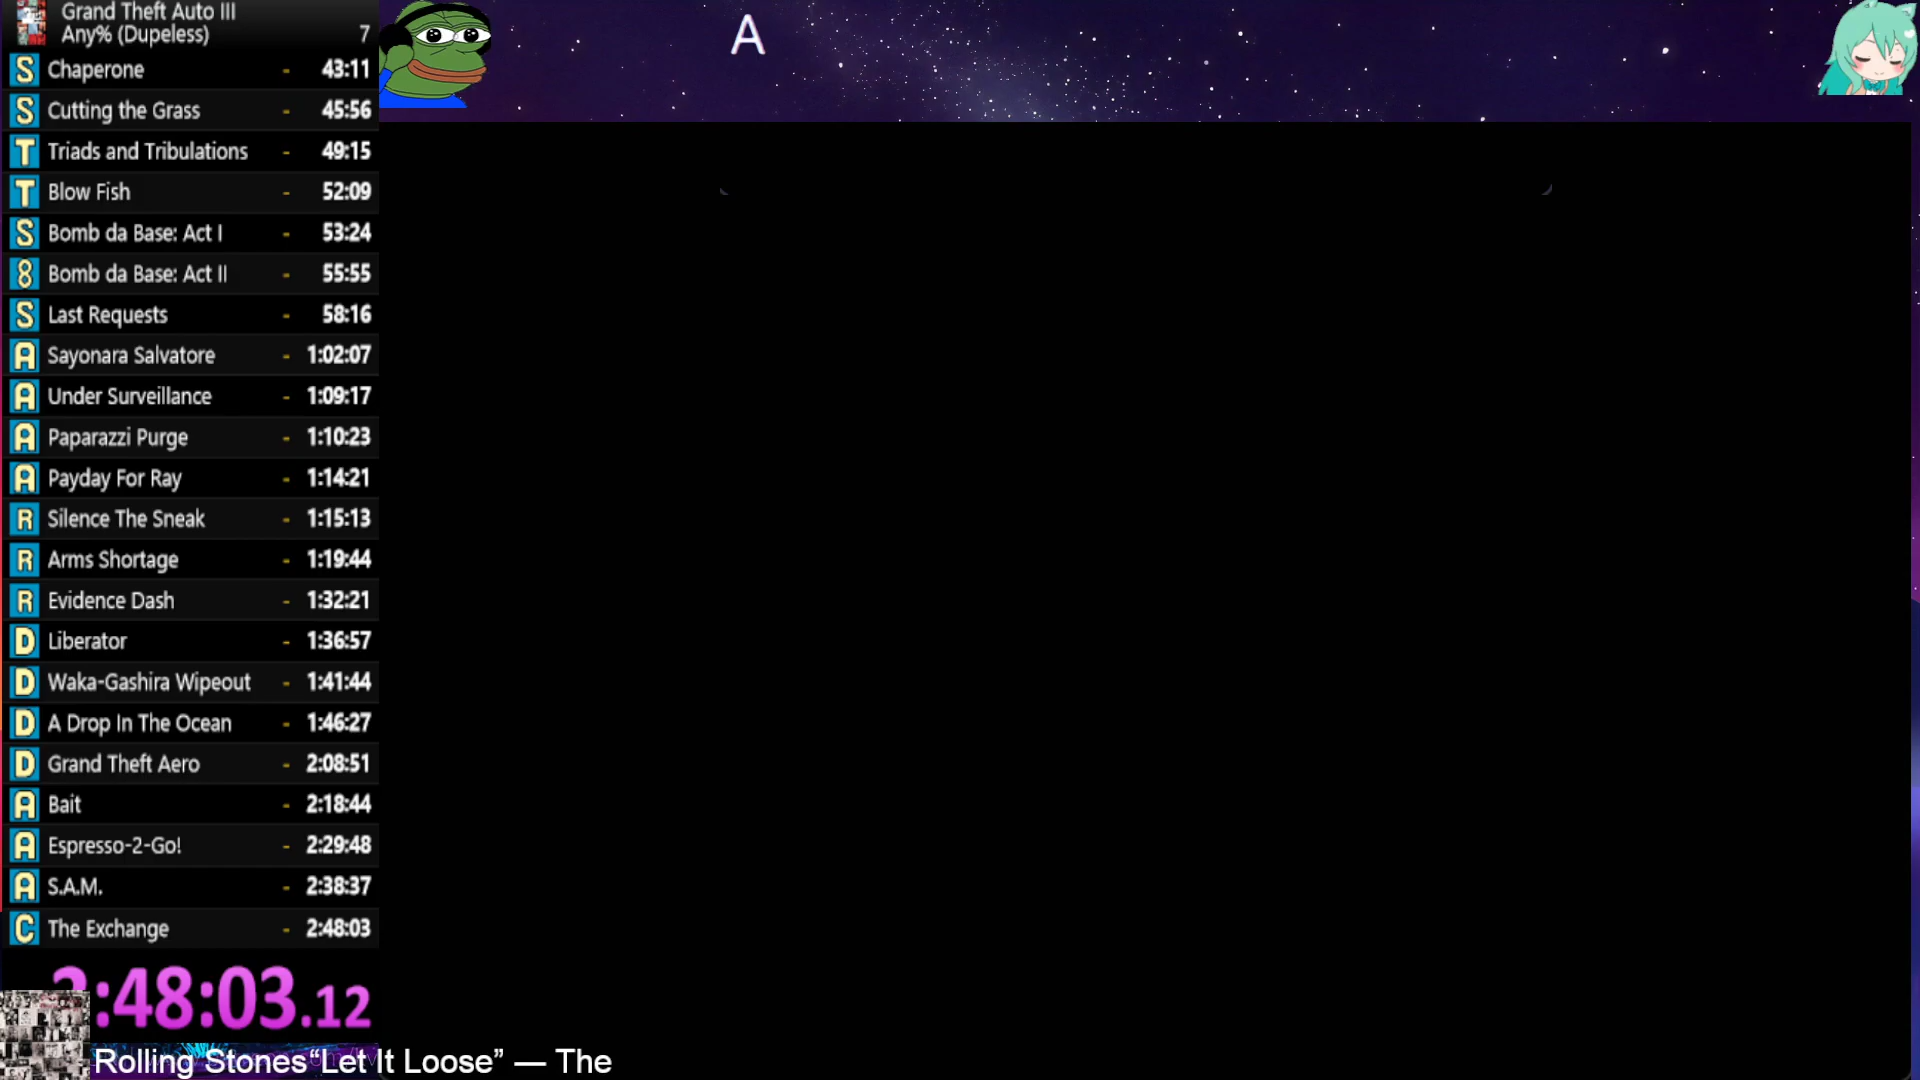 Grand Theft Auto III
Any% (Dupeless) 7
S Chaperone - 43:11
S Cutting the Grass - 45:56
T Triads and Tribulations - 49:15
T Blow Fish - 52:09
S Bomb da Base: Act I - 53:24
8 Bomb da Base: Act II - 55:55
S Last Requests - 58:16
A Sayonara Salvatore - 1:02:07
A Under Surveillance - 1:09:17
A Paparazzi Purge - 1:10:23
A Payday For Ray - 1:14:21
R Silence The Sneak - 1:15:13
R Arms Shortage - 1:19:44
R Evidence Dash - 1:32:21
D Liberator - 1:36:57
D Waka-Gashira Wipeout - 1:41:44
D A Drop In The Ocean - 1:46:27
D Grand Theft Aero - 2:08:51
A Bait - 2:18:44
A Espresso-2-Go! - 2:29:48
A S.A.M. - 2:38:37
C The Exchange - 2:48:03
2:48:03.12
Rolling Stones“Let It Loose” — The
A